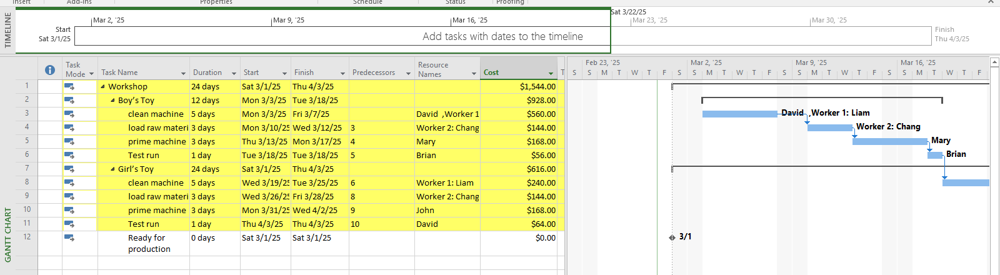 Insert Add-Ins Properties Schedule Status Proofing
TIMELINE
Sat 3/22/25
Mar 2, '25 Mar 9, '25 Mar 16, '25 Mar 23, '25 Mar 30, '25
Start
Sat 3/1/25
Add tasks with dates to the timeline
Finish
Thu 4/3/25
GANTT CHART
Task Mode Task Name Duration Start Finish Predecessors Resource Names Cost T
1 Workshop 24 days Sat 3/1/25 Thu 4/3/25 $1,544.00
2 Boy's Toy 12 days Mon 3/3/25 Tue 3/18/25 $928.00
3 clean machine 5 days Mon 3/3/25 Fri 3/7/25 David ,Worker 1 $560.00
4 load raw materi 3 days Mon 3/10/25 Wed 3/12/25 3 Worker 2: Chang $144.00
5 prime machine 3 days Thu 3/13/25 Mon 3/17/25 4 Mary $168.00
6 Test run 1 day Tue 3/18/25 Tue 3/18/25 5 Brian $56.00
7 Girl's Toy 24 days Sat 3/1/25 Thu 4/3/25 $616.00
8 clean machine 5 days Wed 3/19/25 Tue 3/25/25 6 Worker 1: Liam $240.00
9 load raw materi 3 days Wed 3/26/25 Fri 3/28/25 8 Worker 2: Chang $144.00
10 prime machine 3 days Mon 3/31/25 Wed 4/2/25 9 John $168.00
11 Test run 1 day Thu 4/3/25 Thu 4/3/25 10 David $64.00
12 Ready for production 0 days Sat 3/1/25 Sat 3/1/25 $0.00
Feb 23, '25 Mar 2, '25 Mar 9, '25 Mar 16, '25
S S M T W T F S S M T W T F S S M T W T F S S M T W T F
David ,Worker 1: Liam
Worker 2: Chang
Mary
Brian
3/1